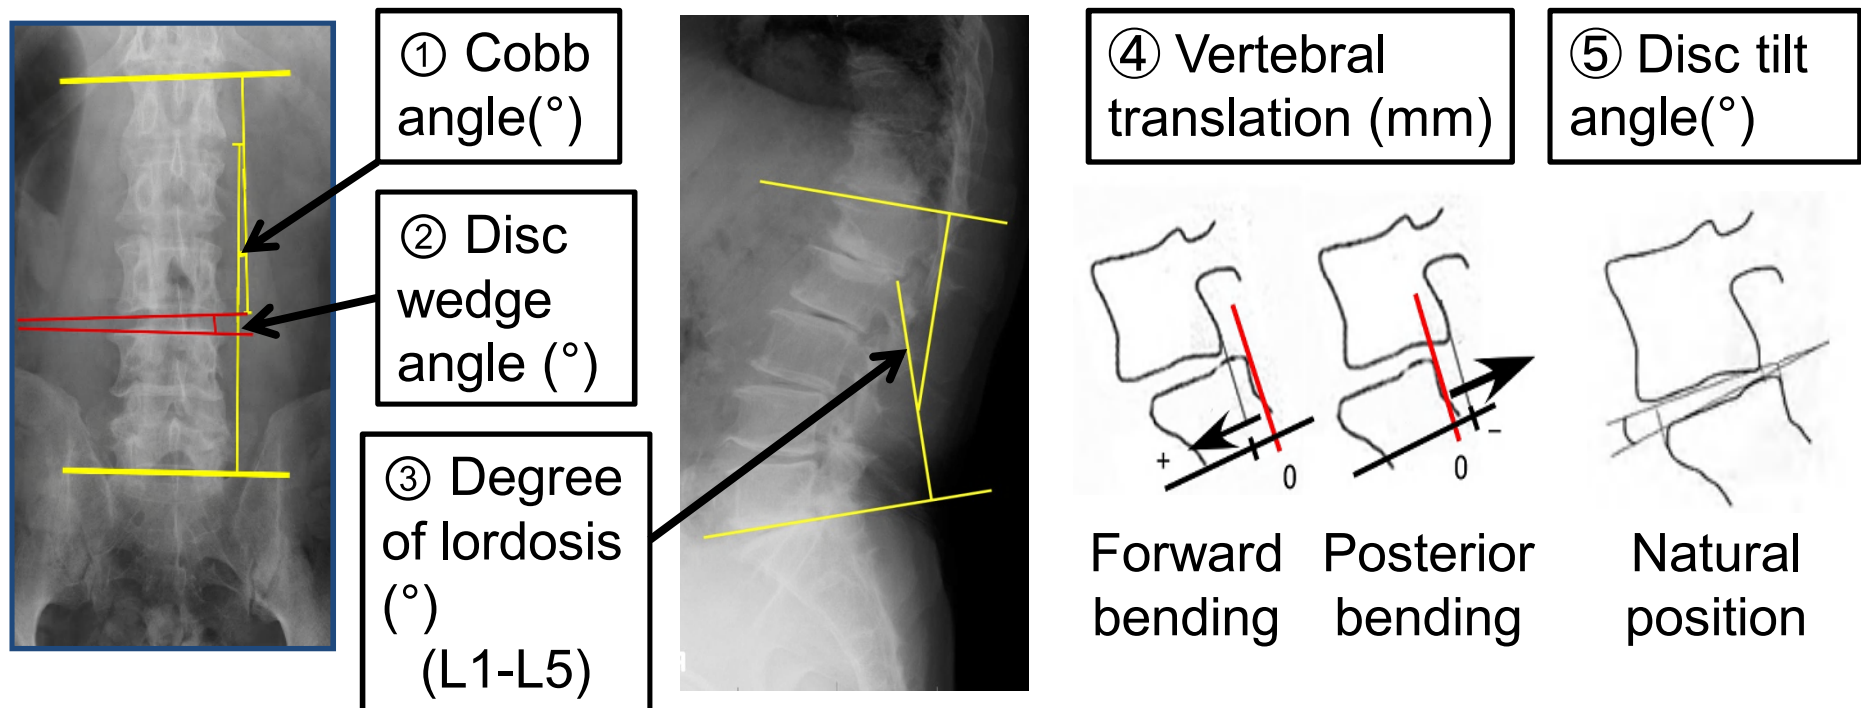 ① Cobb
angle(°)
② Disc
wedge
angle (°)
③ Degree
of lordosis
(°)
(L1-L5)
④ Vertebral
translation (mm)
+
0
Forward
bending
−
0
Posterior
bending
⑤ Disc tilt
angle(°)
Natural
position